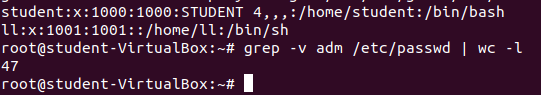 student:x:1000:1000:STUDENT 4,,,:/home/student:/bin/bash
ll:x:1001:1001::/home/ll:/bin/sh
root@student-VirtualBox:~# grep -v adm /etc/passwd | wc -l
47
root@student-VirtualBox:~#